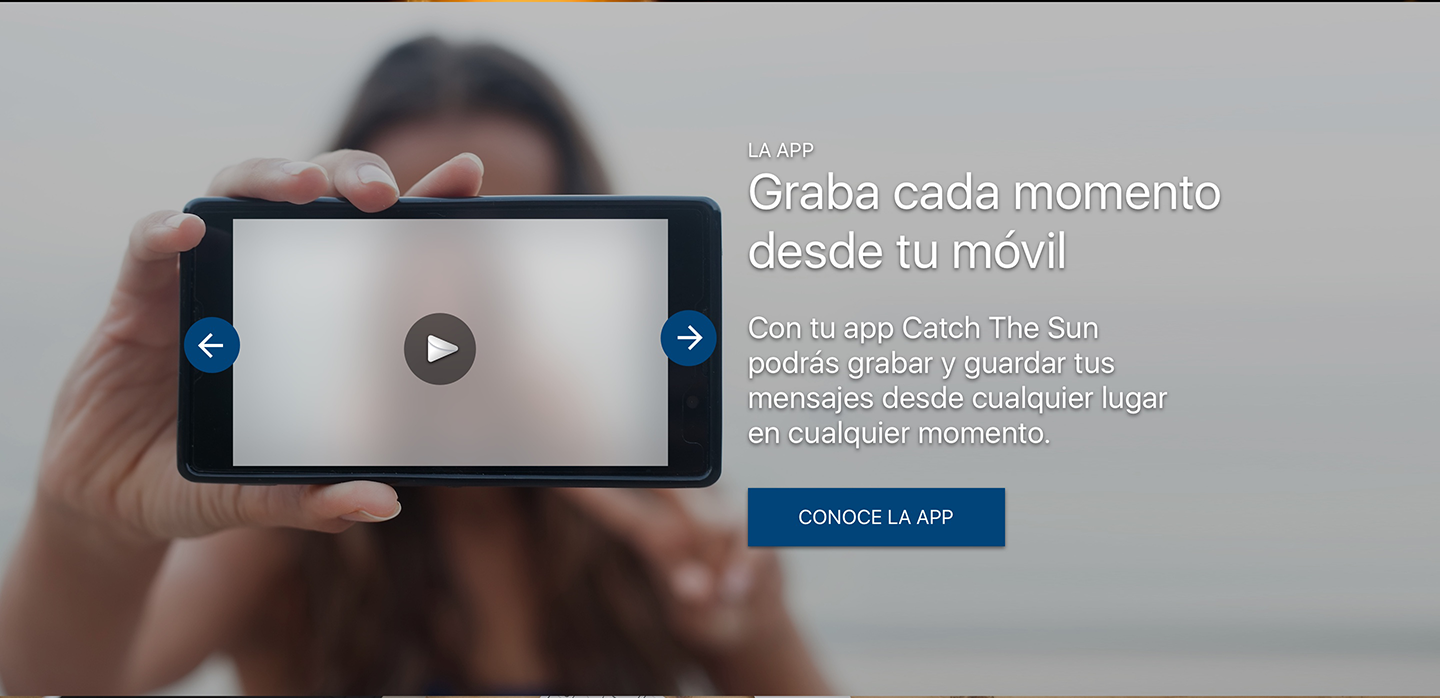 LA APP
Graba cada momento
desde tu móvil
Con tu app Catch The Sun
podrás grabar y guardar tus
mensajes desde cualquier lugar
en cualquier momento.
CONOCE LA APP